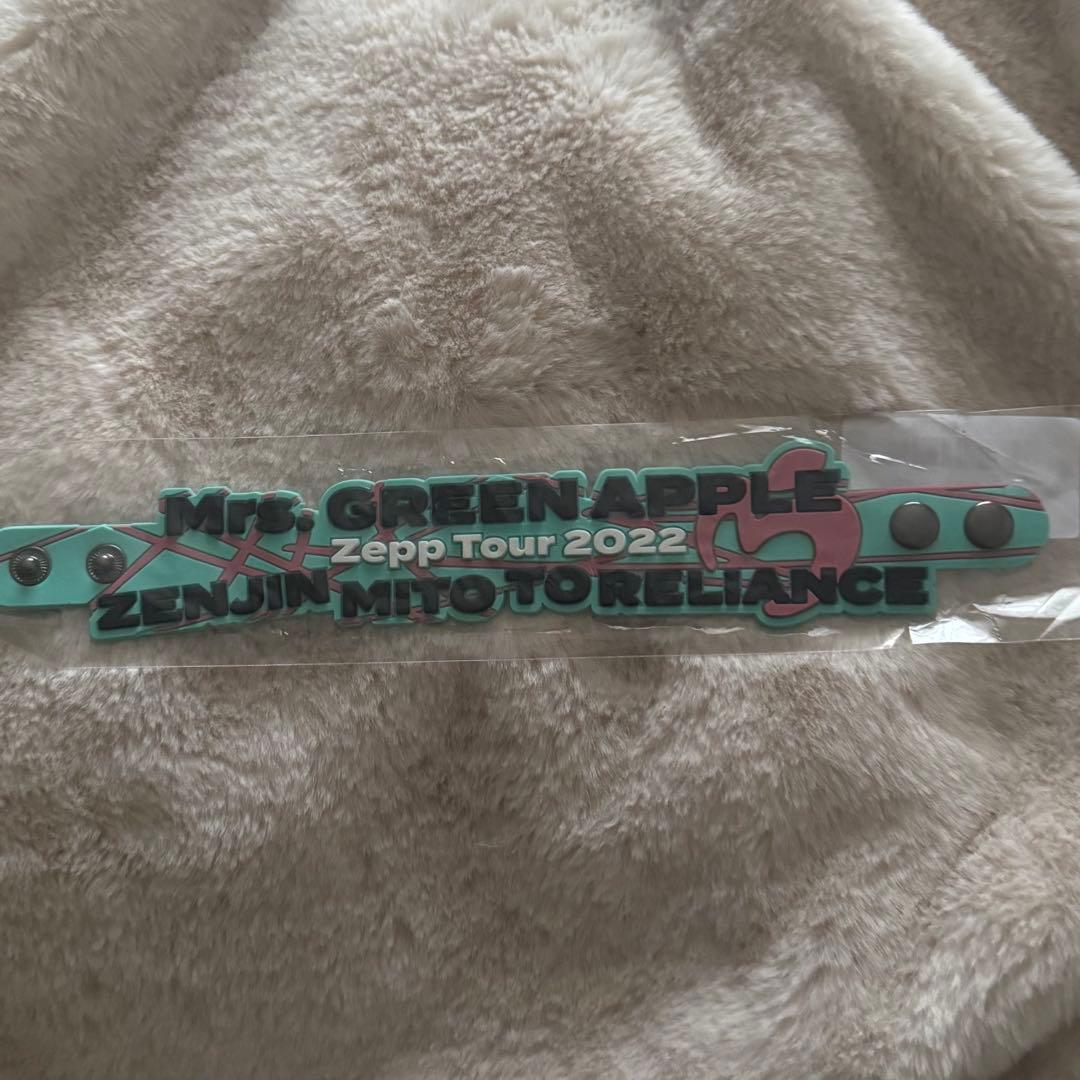 Mrs. GREEN APPLE
Zepp Tour 2022
ZENJIN MITO TO RELIANCE